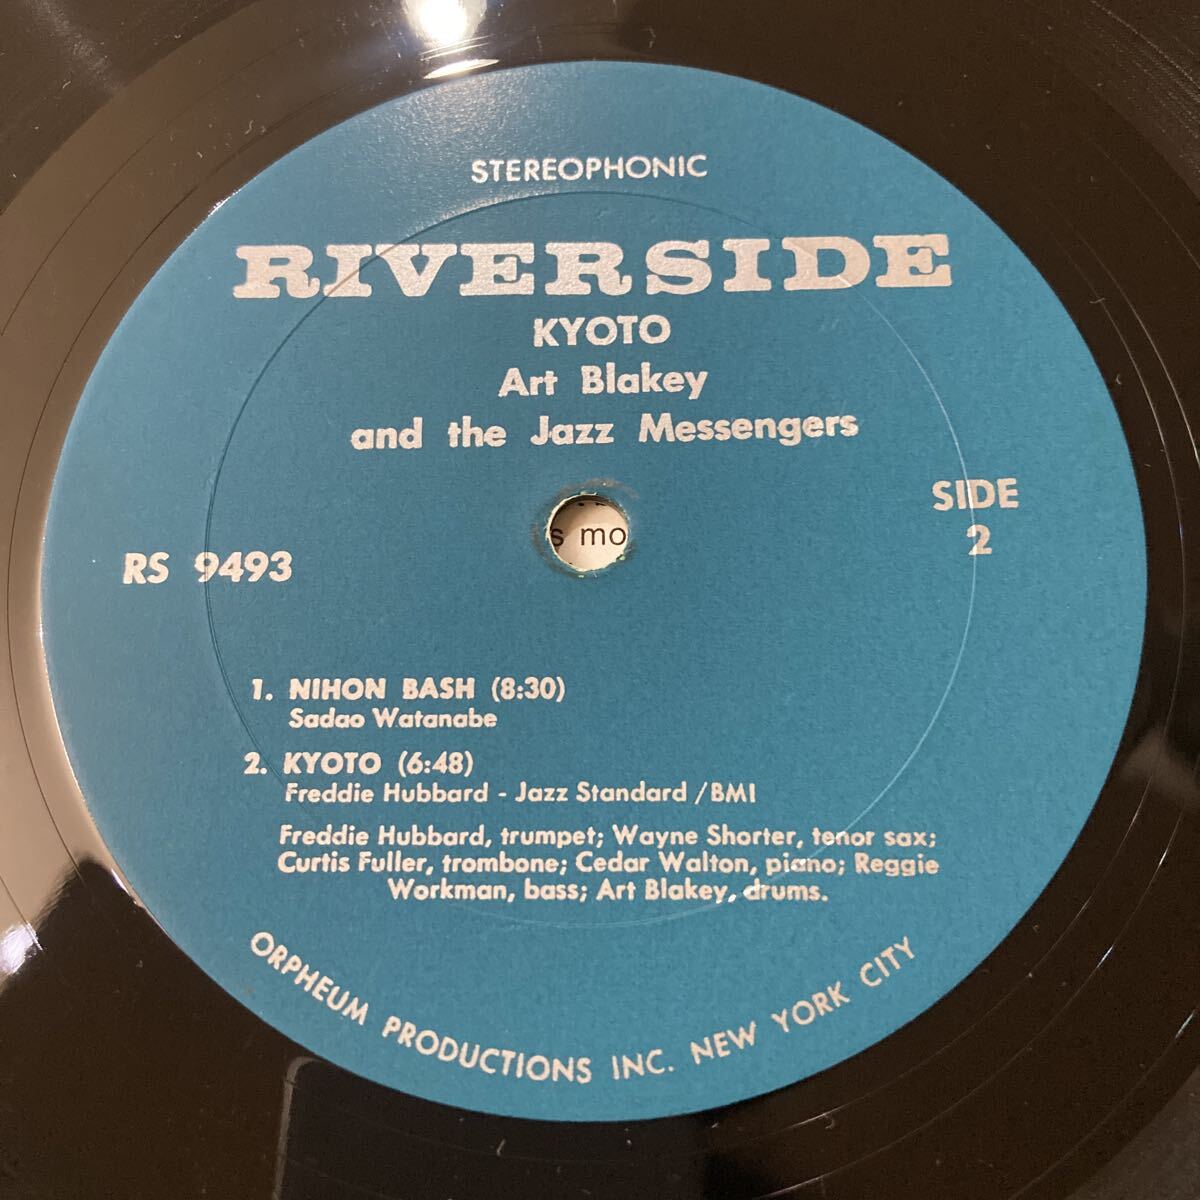 STEREOPHONIC
RIVERSIDE
KYOTO
Art Blakey
and the Jazz Messengers
SIDE
2
s mo
RS 9493
1. NIHON BASH (8:30)
Sadao Watanabe
2. KYOTO (6:48)
Freddie Hubbard - Jazz Standard /BMI
Freddie Hubbard, trumpet; Wayne Shorter, tenor sax;
Curtis Fuller, trombone; Cedar Walton, piano; Reggie
Workman, bass; Art Blakey, drums.
ORPHEUM PRODUCTIONS INC. NEW YORK CITY